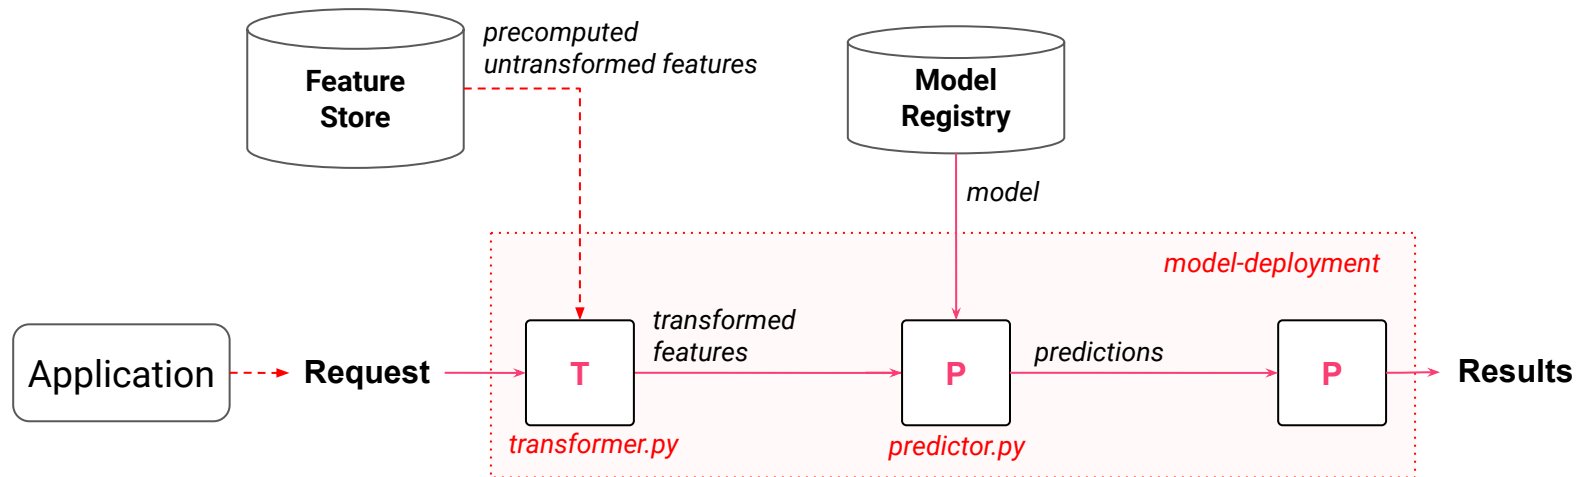 precomputed
untransformed features
Feature
Store
Model
Registry
model
model-deployment
transformed
features
predictions
Application
Request
T
P
P
Results
transformer.py
predictor.py